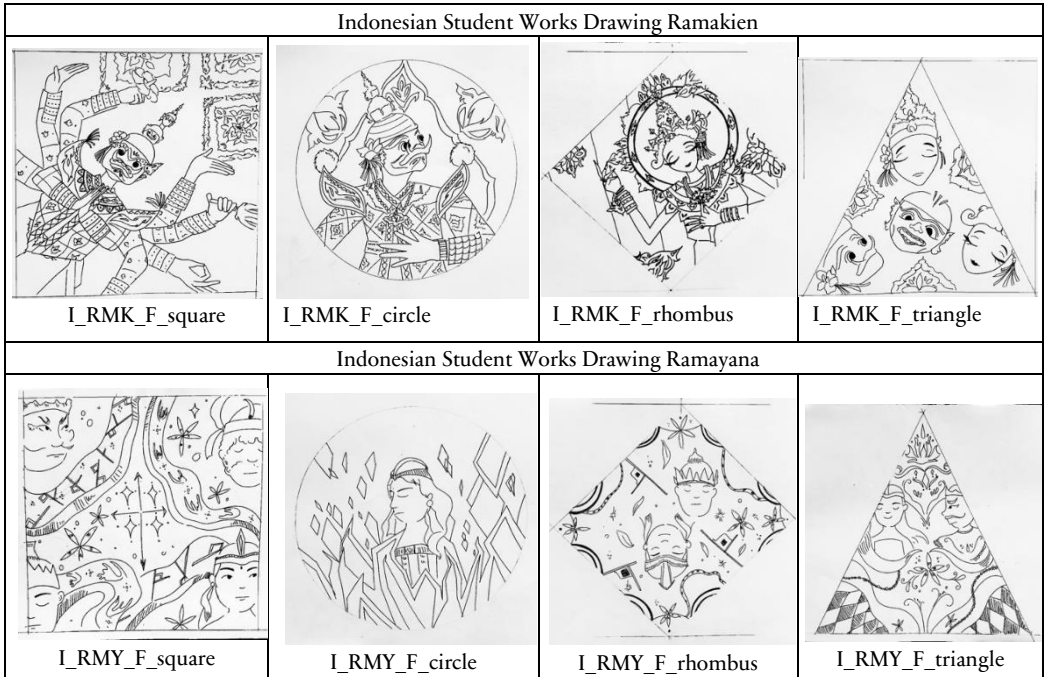 Indonesian Student Works Drawing Ramakien
I_RMK_F_square
I_RMK_F_circle
I_RMK_F_rhombus
I_RMK_F_triangle
Indonesian Student Works Drawing Ramayana
I_RMY_F_square
I_RMY_F_circle
I_RMY_F_rhombus
I_RMY_F_triangle